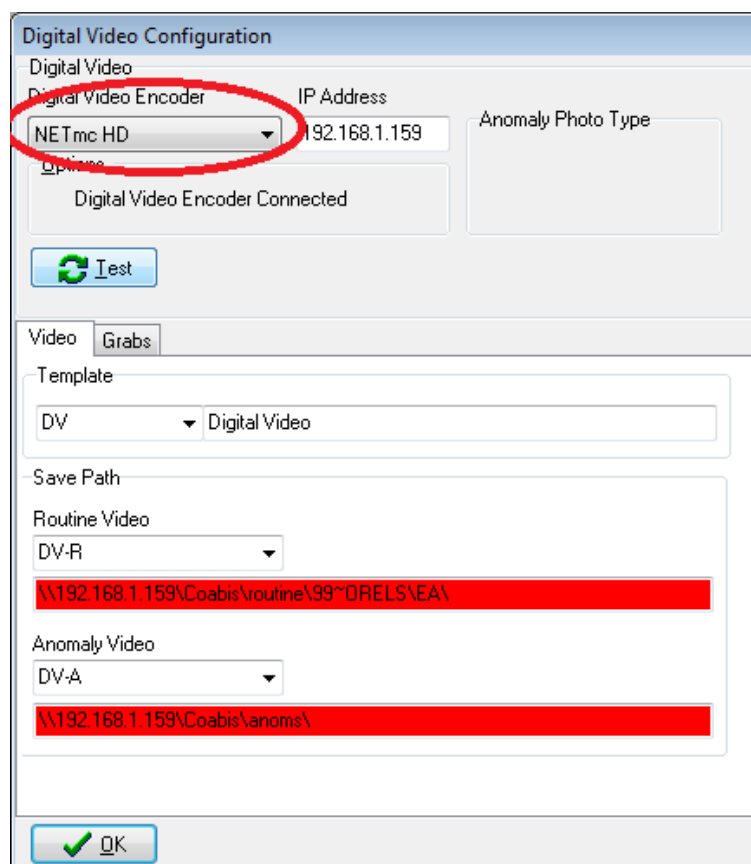 Digital Video Configuration
Digital Video
Digital Video Encoder IP Address
Anomaly Photo Type
NETmc HD 192.168.1.159
Options
Digital Video Encoder Connected
Test
Video Grabs
Template
DV Digital Video
Save Path
Routine Video
DV-R
\\192.168.1.159\Coabis\routine\99~ORELS\EA\
Anomaly Video
DV-A
\\192.168.1.159\Coabis\anoms\
OK